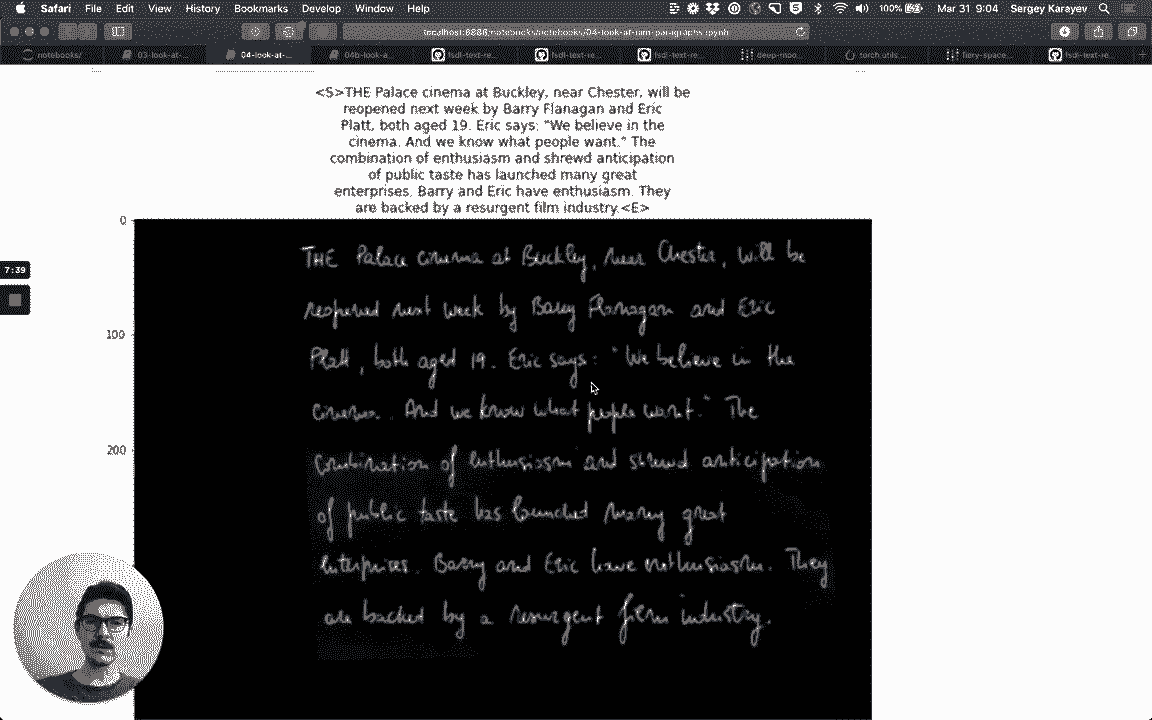 Safari File Edit View History Bookmarks Develop Window Help 100% Mar 31 9:04 Sergey Karayev
localhost:8888/notebooks/notebooks/04-look-at-iam-paragraphs.ipynb
notebooks/ 03-look-at-... 04-look-at-... 04b-look-a... fsdl-text-re... fsdl-text-re... fsdl-text-re... deep-moo... torch.utils.... fiery-space... fsdl-text-re...
<S>THE Palace cinema at Buckley, near Chester, will be
reopened next week by Barry Flanagan and Eric
Platt, both aged 19. Eric says: "We believe in the
cinema. And we know what people want." The
combination of enthusiasm and shrewd anticipation
of public taste has launched many great
enterprises. Barry and Eric have enthusiasm. They
are backed by a resurgent film industry.<E>
0
THE Palace cinema at Buckley, near Chester, will be
7:39
reopened next week by Barry Flanagan and Eric
100
Platt, both aged 19. Eric says: "We believe in the
cinema. And we know what people want." The
200
combination of enthusiasm and shrewd anticipation
of public taste has launched many great
enterprises. Barry and Eric have enthusiasm. They
are backed by a resurgent film industry.